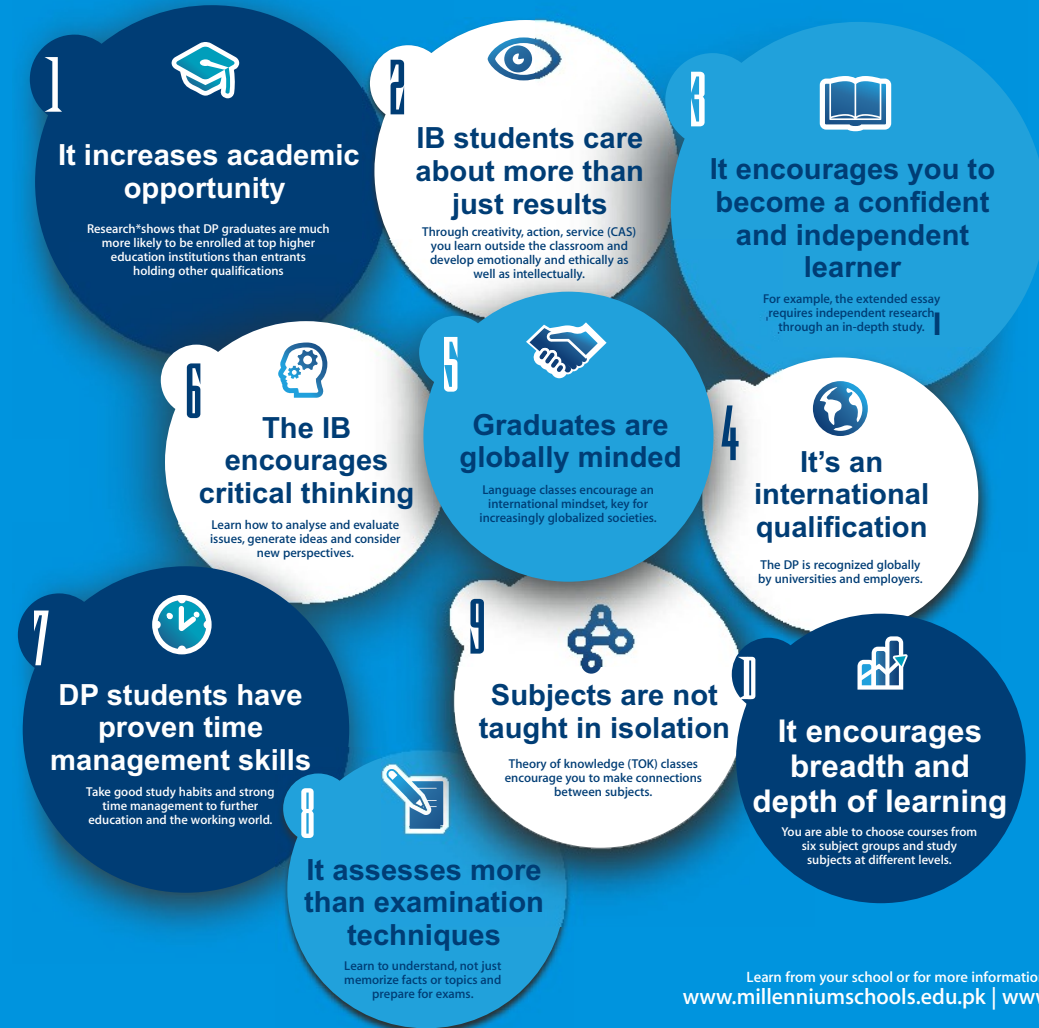 1
It increases academic
opportunity
Research*shows that DP graduates are much
more likely to be enrolled at top higher
education institutions than entrants
holding other qualifications
2
IB students care
about more than
just results
Through creativity, action, service (CAS)
you learn outside the classroom and
develop emotionally and ethically as
well as intellectually.
3
It encourages you to
become a confident
and independent
learner
For example, the extended essay
requires independent research
through an in-depth study.
4
It's an
international
qualification
The DP is recognized globally
by universities and employers.
5
Graduates are
globally minded
Language classes encourage an
international mindset, key for
increasingly globalized societies.
6
The IB
encourages
critical thinking
Learn how to analyse and evaluate
issues, generate ideas and consider
new perspectives.
7
DP students have
proven time
management skills
Take good study habits and strong
time management to further
education and the working world.
8
It assesses more
than examination
techniques
Learn to understand, not just
memorize facts or topics and
prepare for exams.
9
Subjects are not
taught in isolation
Theory of knowledge (TOK) classes
encourage you to make connections
between subjects.
It encourages
breadth and
depth of learning
You are able to choose courses from
six subject groups and study
subjects at different levels.
Learn from your school or for more informatio
www.millenniumschools.edu.pk | ww